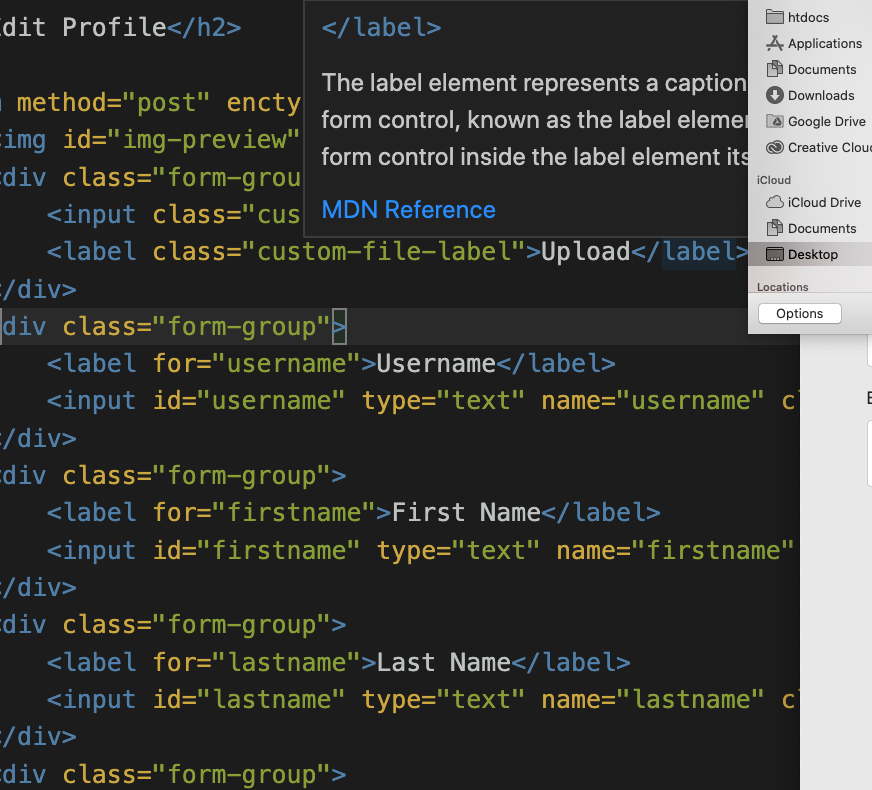 dit Profile</h2>
method="post" encty
img id="img-preview"
div class="form-grou
<input class="cus
<label class="custom-file-label">Upload</label>
/div>
div class="form-group">
<label for="username">Username</label>
<input id="username" type="text" name="username" c
/div>
div class="form-group">
<label for="firstname">First Name</label>
<input id="firstname" type="text" name="firstname"
/div>
div class="form-group">
<label for="lastname">Last Name</label>
<input id="lastname" type="text" name="lastname" c
/div>
div class="form-group">
</label>
The label element represents a caption
form control, known as the label eleme
form control inside the label element its
MDN Reference
htdocs
Applications
Documents
Downloads
Google Drive
Creative Clou
iCloud
iCloud Drive
Documents
Desktop
Locations
Options